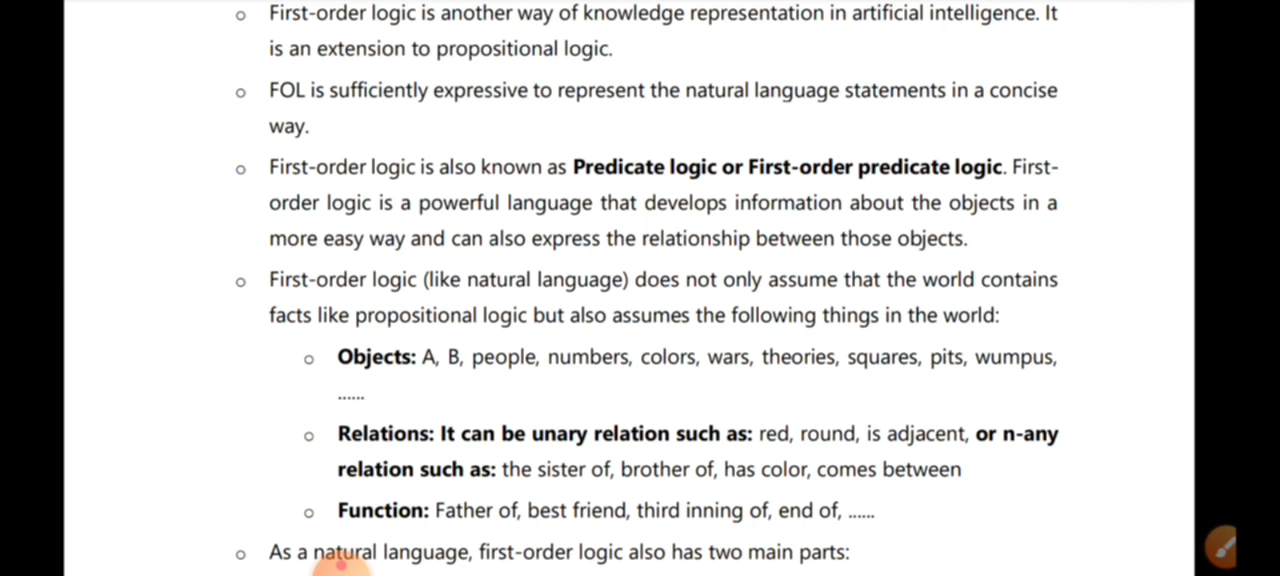 o First-order logic is another way of knowledge representation in artificial intelligence. It
is an extension to propositional logic.
o FOL is sufficiently expressive to represent the natural language statements in a concise
way.
o First-order logic is also known as Predicate logic or First-order predicate logic. First-
order logic is a powerful language that develops information about the objects in a
more easy way and can also express the relationship between those objects.
o First-order logic (like natural language) does not only assume that the world contains
facts like propositional logic but also assumes the following things in the world:
o Objects: A, B, people, numbers, colors, wars, theories, squares, pits, wumpus,
......
o Relations: It can be unary relation such as: red, round, is adjacent, or n-any
relation such as: the sister of, brother of, has color, comes between
o Function: Father of, best friend, third inning of, end of, ......
o As a natural language, first-order logic also has two main parts: